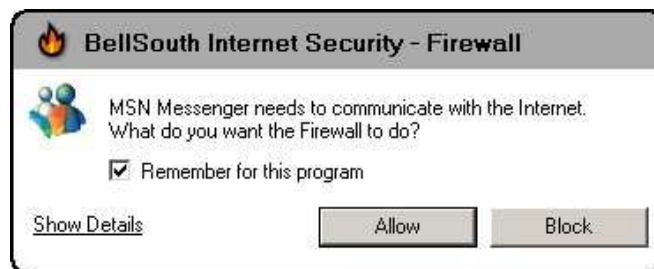 BellSouth Internet Security - Firewall
MSN Messenger needs to communicate with the Internet.
What do you want the Firewall to do?
Remember for this program
Show Details
Allow
Block